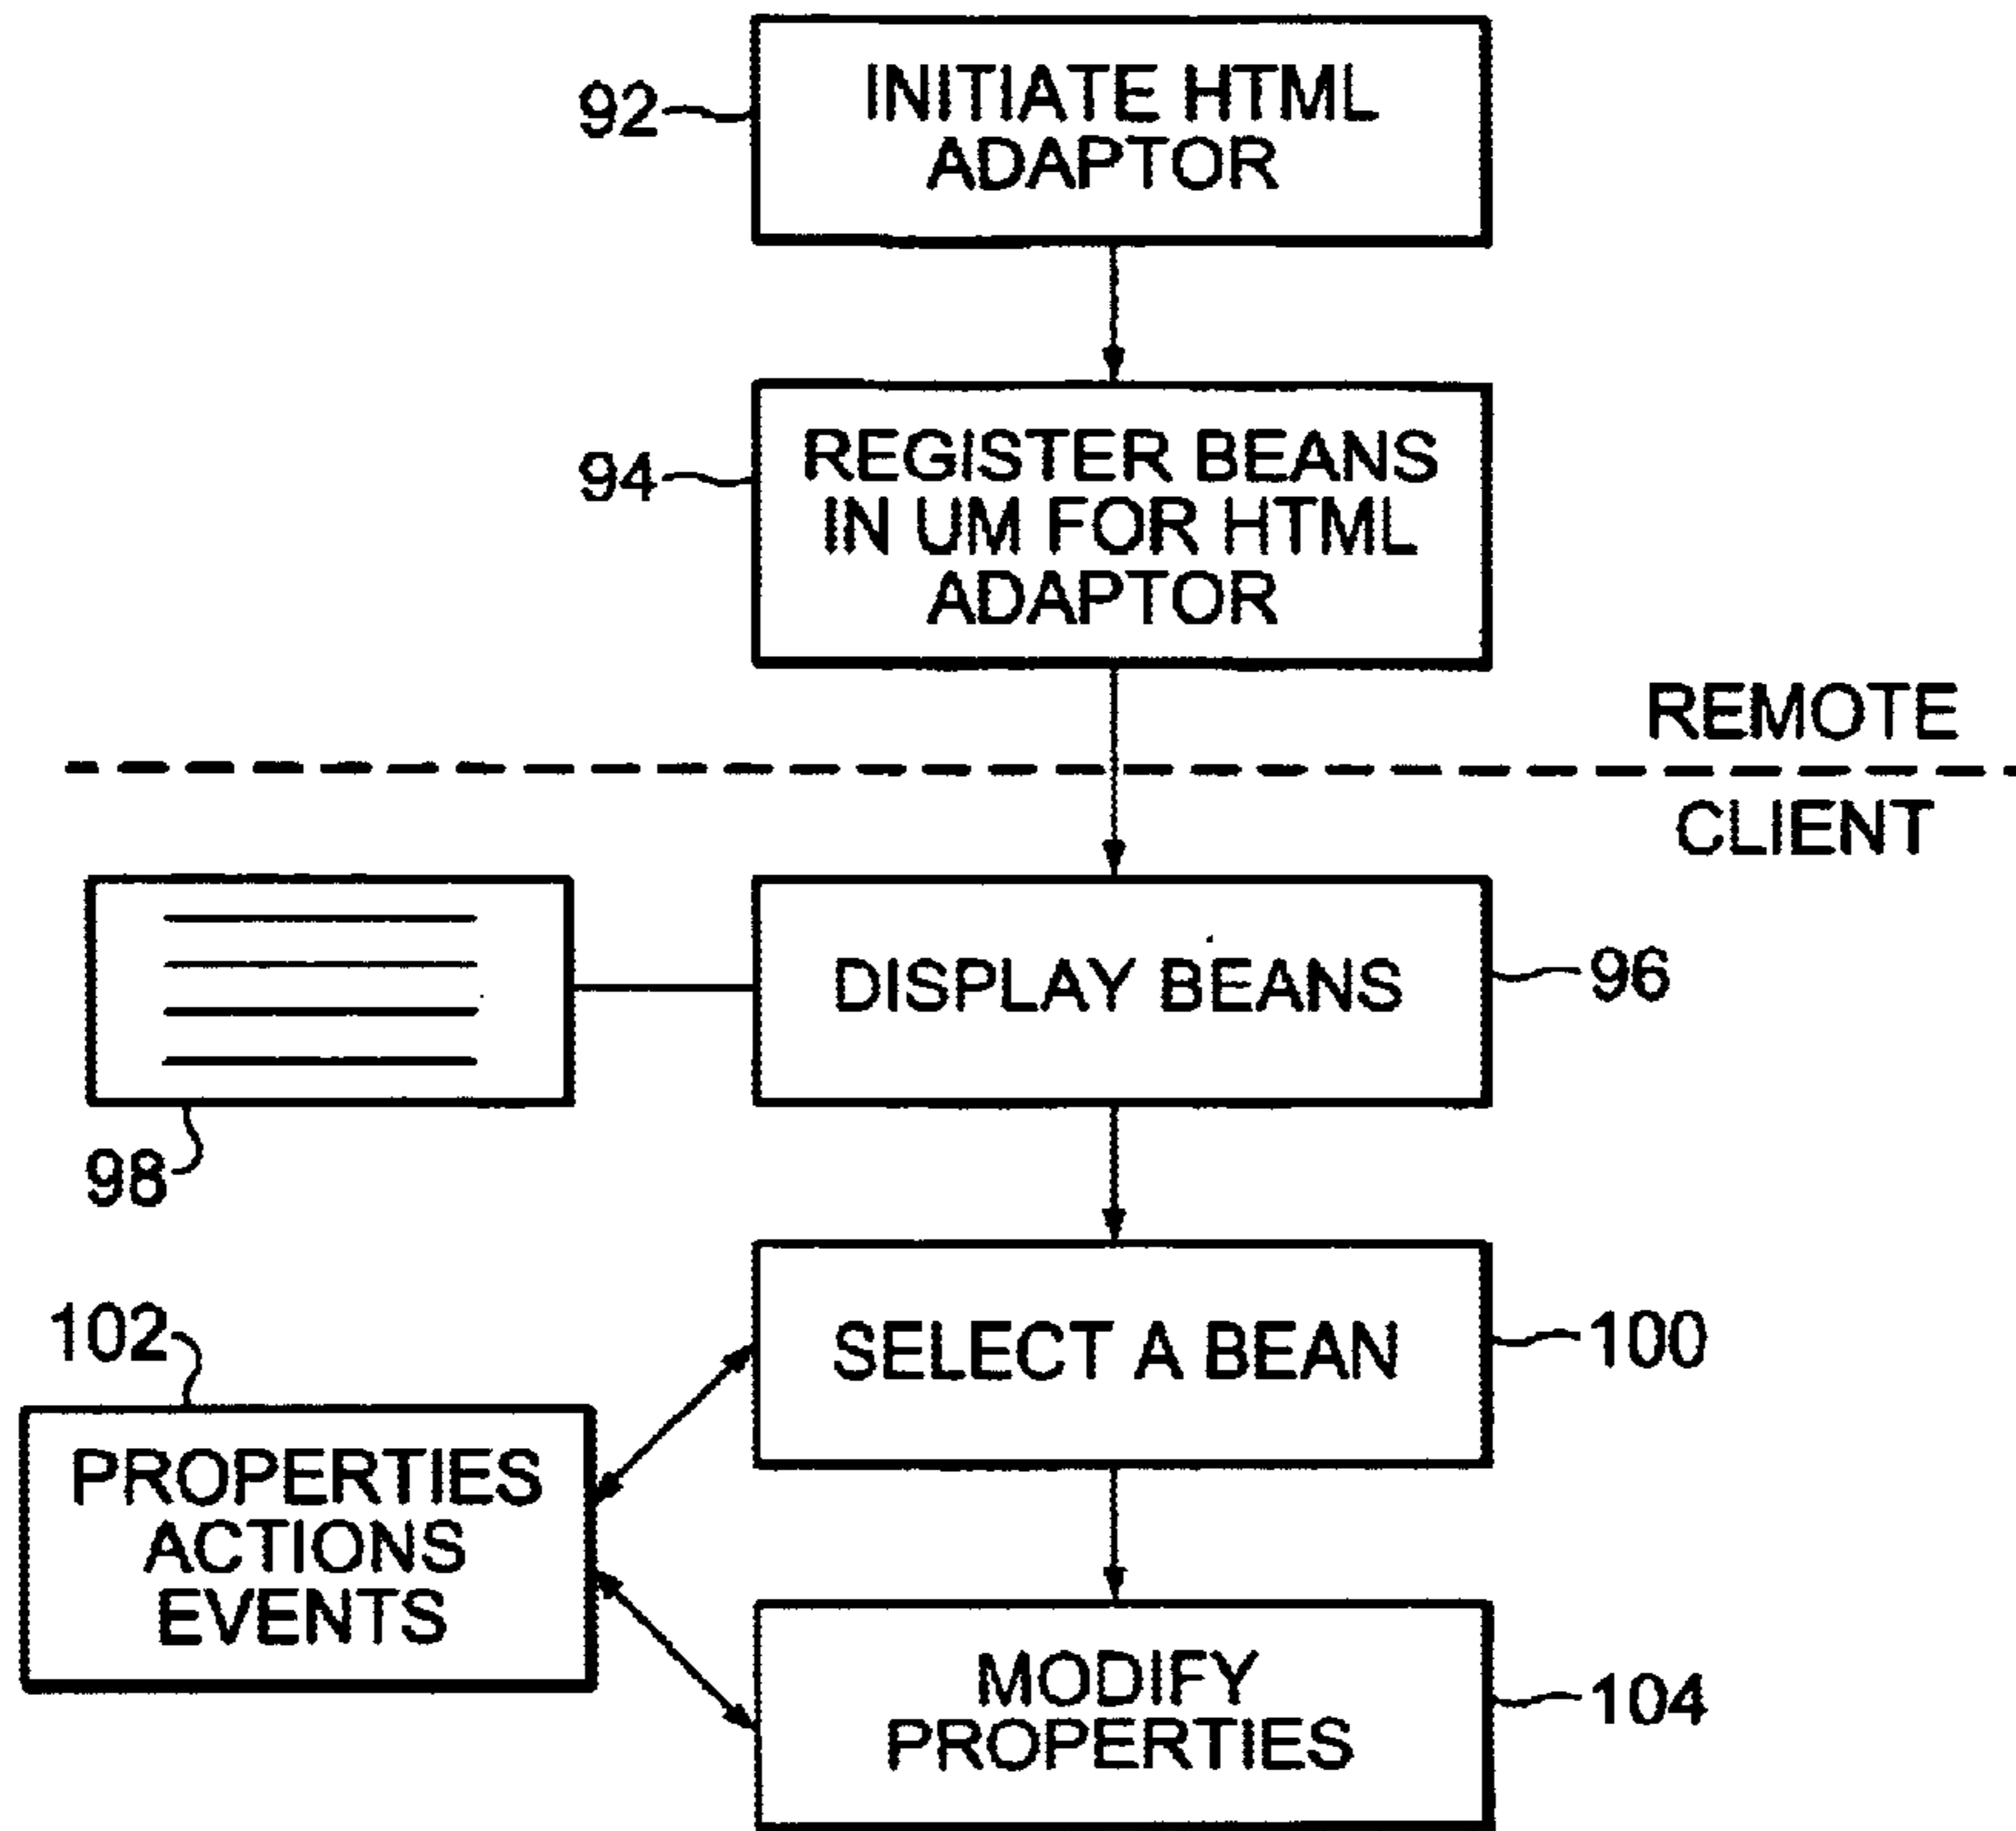 92
INITIATE HTML
ADAPTOR
94
REGISTER BEANS
IN UM FOR HTML
ADAPTOR
REMOTE
CLIENT
DISPLAY BEANS
96
98
SELECT A BEAN
100
102
PROPERTIES
ACTIONS
EVENTS
MODIFY
PROPERTIES
104